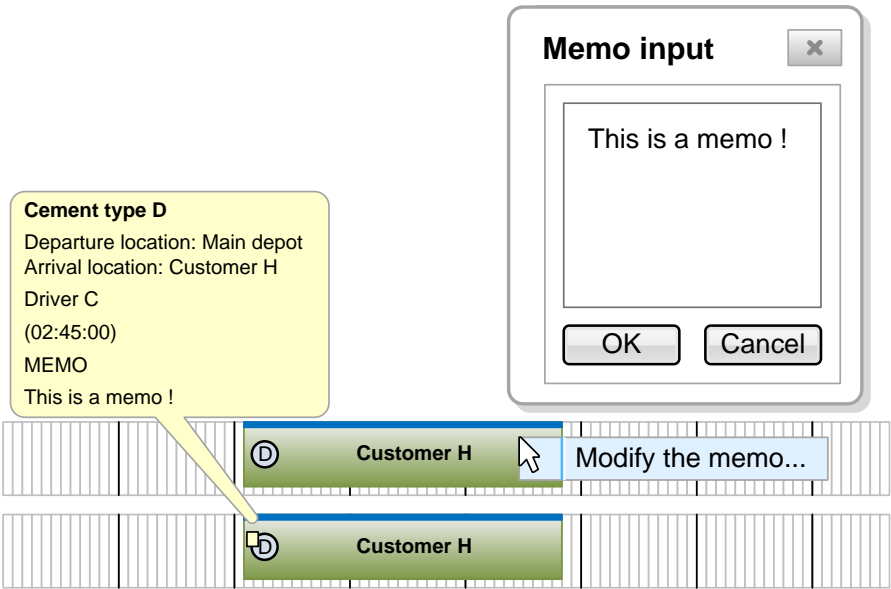 Memo input
This is a memo !
OK
Cancel
Cement type D
Departure location: Main depot
Arrival location: Customer H
Driver C
(02:45:00)
MEMO
This is a memo !
D
Customer H
Modify the memo...
D
Customer H